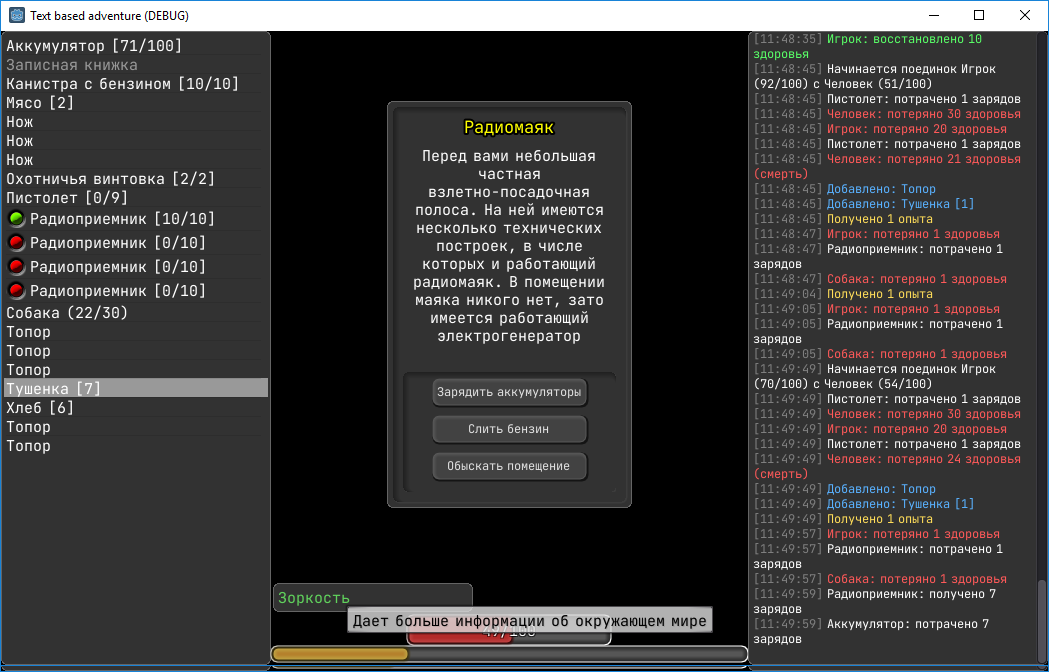 Text based adventure (DEBUG)
Аккумулятор [71/100]
Записная книжка
Канистра с бензином [10/10]
Мясо [2]
Нож
Нож
Нож
Охотничья винтовка [2/2]
Пистолет [0/9]
Радиоприемник [10/10]
Радиоприемник [0/10]
Радиоприемник [0/10]
Радиоприемник [0/10]
Собака (22/30)
Топор
Топор
Топор
Тушенка [7]
Хлеб [6]
Топор
Топор
Радиомаяк
Перед вами небольшая
частная
взлетно-посадочная
полоса. На ней имеются
несколько технических
построек, в числе
которых и работающий
радиомаяк. В помещении
маяка никого нет, зато
имеется работающий
электрогенератор
Зарядить аккумуляторы
Слить бензин
Обыскать помещение
Зоркость
Дает больше информации об окружающем мире
[11:48:35] Игрок: восстановлено 10
здоровья
[11:48:45] Начинается поединок Игрок
(92/100) с Человек (51/100)
[11:48:45] Пистолет: потрачено 1 зарядов
[11:48:45] Человек: потеряно 30 здоровья
[11:48:45] Игрок: потеряно 20 здоровья
[11:48:45] Пистолет: потрачено 1 зарядов
[11:48:45] Человек: потеряно 21 здоровья
(смерть)
[11:48:45] Добавлено: Топор
[11:48:45] Добавлено: Тушенка [1]
[11:48:45] Получено 1 опыта
[11:48:47] Игрок: потеряно 1 здоровья
[11:48:47] Радиоприемник: потрачено 1
зарядов
[11:48:47] Собака: потеряно 1 здоровья
[11:49:04] Получено 1 опыта
[11:49:05] Игрок: потеряно 1 здоровья
[11:49:05] Радиоприемник: потрачено 1
зарядов
[11:49:05] Собака: потеряно 1 здоровья
[11:49:49] Начинается поединок Игрок
(70/100) с Человек (54/100)
[11:49:49] Пистолет: потрачено 1 зарядов
[11:49:49] Человек: потеряно 30 здоровья
[11:49:49] Игрок: потеряно 20 здоровья
[11:49:49] Пистолет: потрачено 1 зарядов
[11:49:49] Человек: потеряно 24 здоровья
(смерть)
[11:49:49] Добавлено: Топор
[11:49:49] Добавлено: Тушенка [1]
[11:49:49] Получено 1 опыта
[11:49:57] Игрок: потеряно 1 здоровья
[11:49:57] Радиоприемник: потрачено 1
зарядов
[11:49:57] Собака: потеряно 1 здоровья
[11:49:59] Радиоприемник: получено 7
зарядов
[11:49:59] Аккумулятор: потрачено 7
зарядов